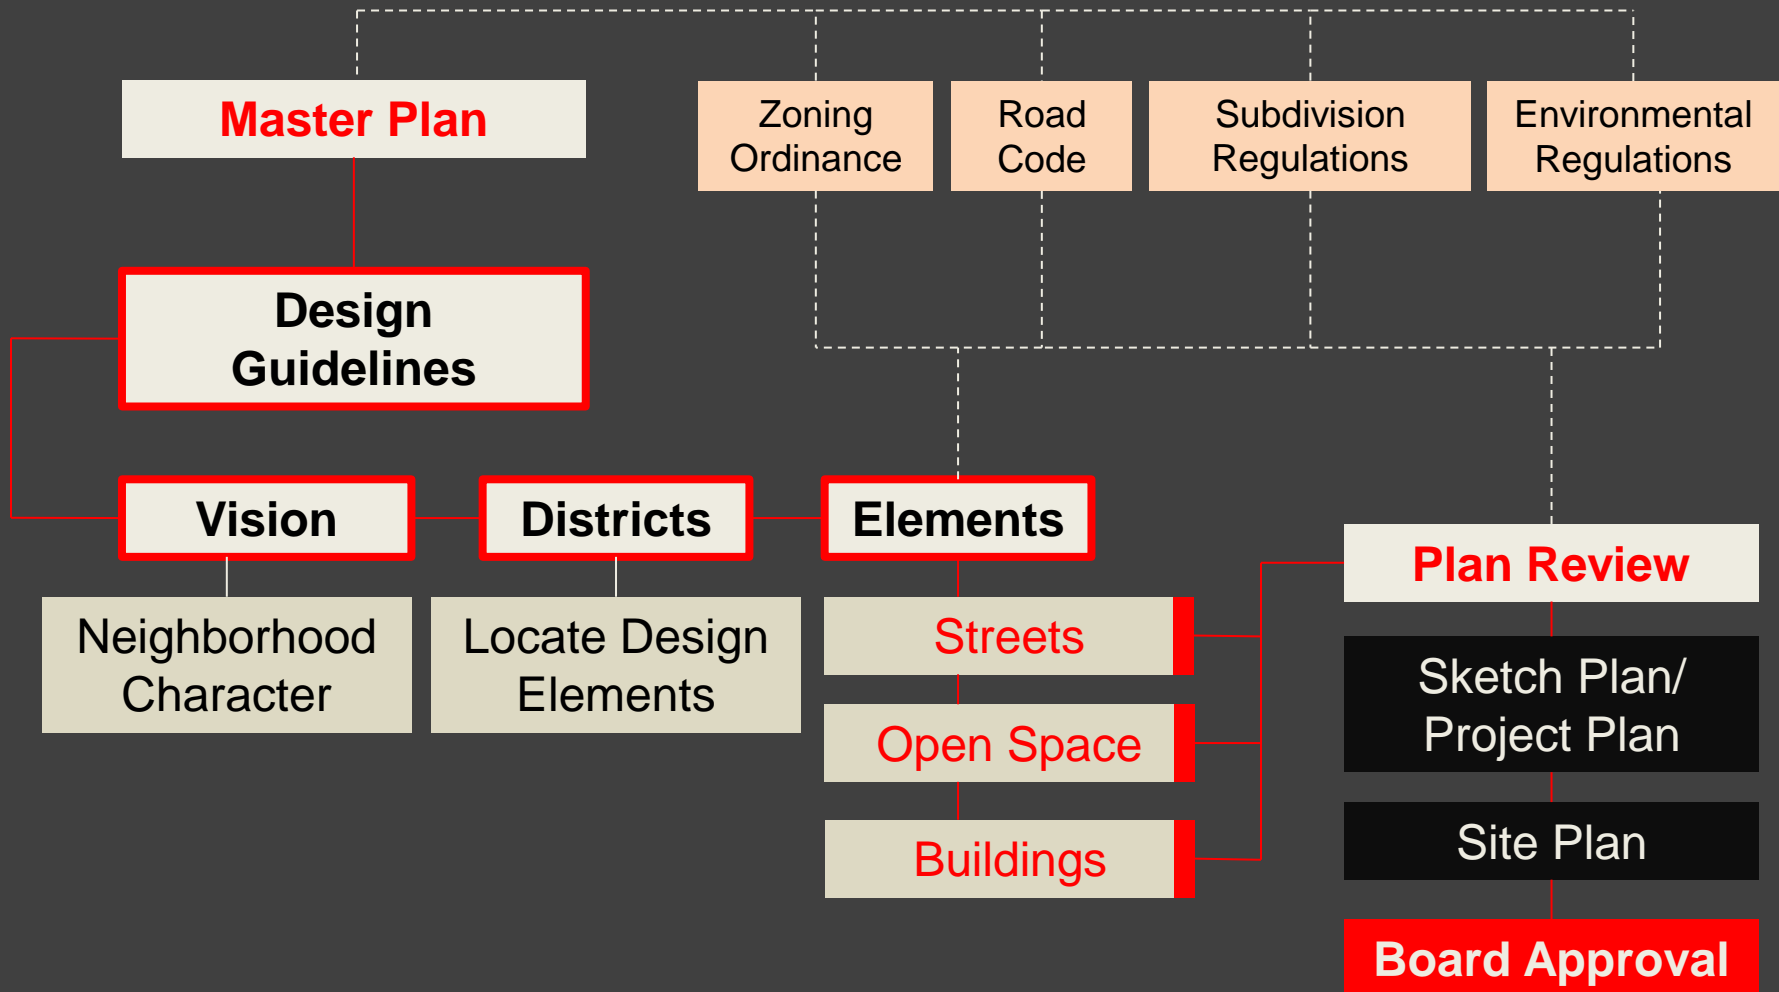 Master Plan
Zoning
Ordinance
Road
Code
Subdivision
Regulations
Environmental
Regulations
Design
Guidelines
Vision
Districts
Elements
Neighborhood
Character
Locate Design
Elements
Streets
Open Space
Buildings
Plan Review
Sketch Plan/
Project Plan
Site Plan
Board Approval